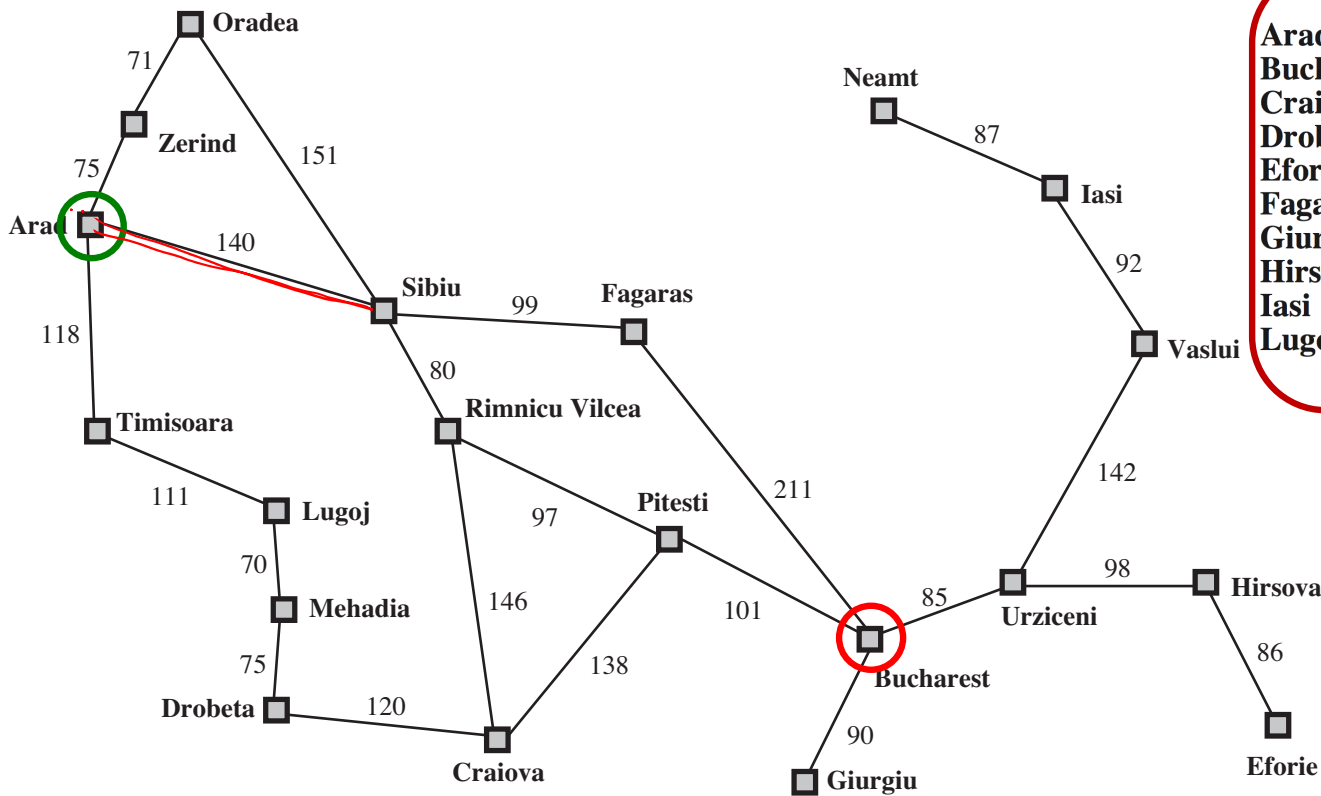 Oradea
71
Neamt
87
Zerind
151
75
Iasi
Arad
140
92
Sibiu
Fagaras
99
118
Vaslui
80
Timisoara
Rimnicu Vilcea
142
111
211
Lugoj
97
Pitesti
70
98
Hirsova
146
Mehadia
101
85
Urziceni
75
138
86
Bucharest
Drobeta
120
90
Eforie
Craiova
Giurgiu
Iasi